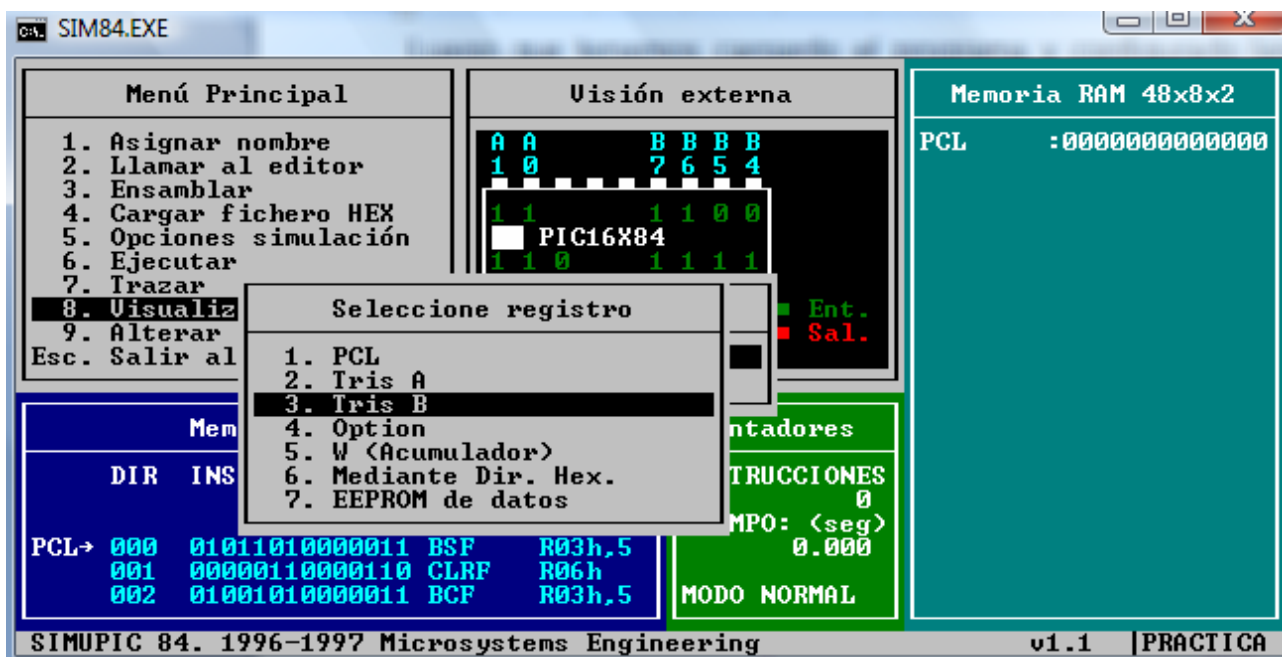 SIM84.EXE
Menú Principal
1. Asignar nombre
2. Llamar al editor
3. Ensamblar
4. Cargar fichero HEX
5. Opciones simulación
6. Ejecutar
7. Trazar
8. Visualiz
9. Alterar
Esc. Salir al
Visión externa
A A B B B B
1 0 7 6 5 4
1 1 1 1 0 0
PIC16X84
1 1 0 1 1 1 1
Ent.
Sal.
Seleccione registro
1. PCL
2. Tris A
3. Tris B
4. Option
5. W (Acumulador)
6. Mediante Dir. Hex.
7. EEPROM de datos
Memoria RAM 48x8x2
PCL :0000000000000
Mem
DIR INS
PCL→ 000 01011010000011 BSF R03h,5
001 00000110000110 CLRF R06h
002 01001010000011 BCF R03h,5
ntadores
TRUCCIONES
0
MPO: (seg)
0.000
MODO NORMAL
SIMUPIC 84. 1996-1997 Microsystems Engineering v1.1 |PRACTICA